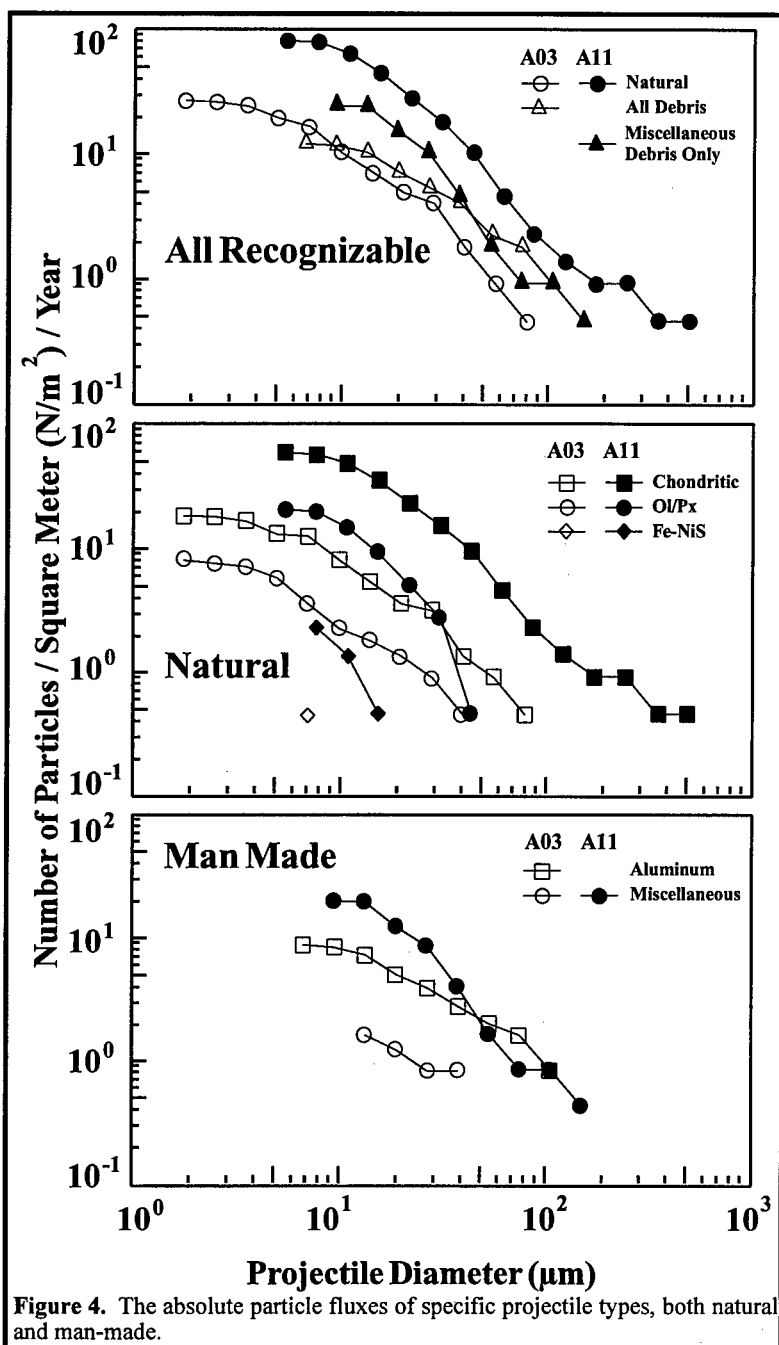 Number of Particles / Square Meter (N/m²) / Year
10²
10¹
10⁰
10⁻¹
A03 A11
Natural
All Debris
Miscellaneous
Debris Only
All Recognizable
10²
10¹
10⁰
10⁻¹
A03 A11
Chondritic
Ol/Px
Fe-NiS
Natural
10²
10¹
10⁰
10⁻¹
Man Made
A03 A11
Aluminum
Miscellaneous
10⁰ 10¹ 10² 10³
Projectile Diameter (µm)
Figure 4. The absolute particle fluxes of specific projectile types, both natural
and man-made.